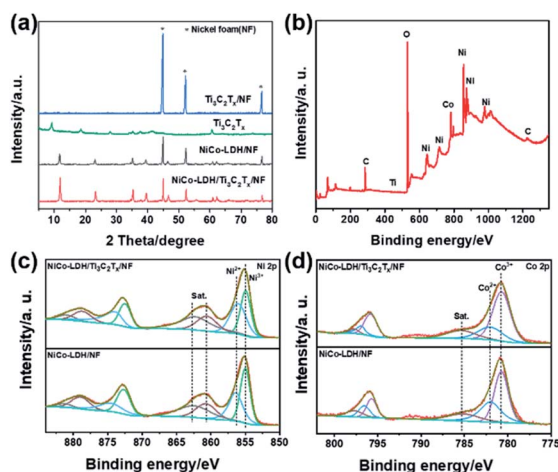 (a)
* Nickel foam(NF)
Ti3C2Tx/NF
Ti3C2Tx
NiCo-LDH/NF
NiCo-LDH/Ti3C2Tx/NF
Intensity/a. u.
10 20 30 40 50 60 70 80
2 Theta/degree
(b)
O
Ni
Ni
Co
Ni
Ni
Ni
C
Ti
C
Intensity/a. u.
0 200 400 600 800 1000 1200
Binding energy/eV
(c)
NiCo-LDH/Ti3C2Tx/NF
Ni 2p
Ni2+
Ni3+
Sat.
NiCo-LDH/NF
Intensity/a. u.
880 870 860 850
Binding energy/eV
(d)
NiCo-LDH/Ti3C2Tx/NF
Co 2p
Co3+
Co2+
Sat.
NiCo-LDH/NF
Intensity/a. u.
800 795 790 785 780 775
Binding energy/eV